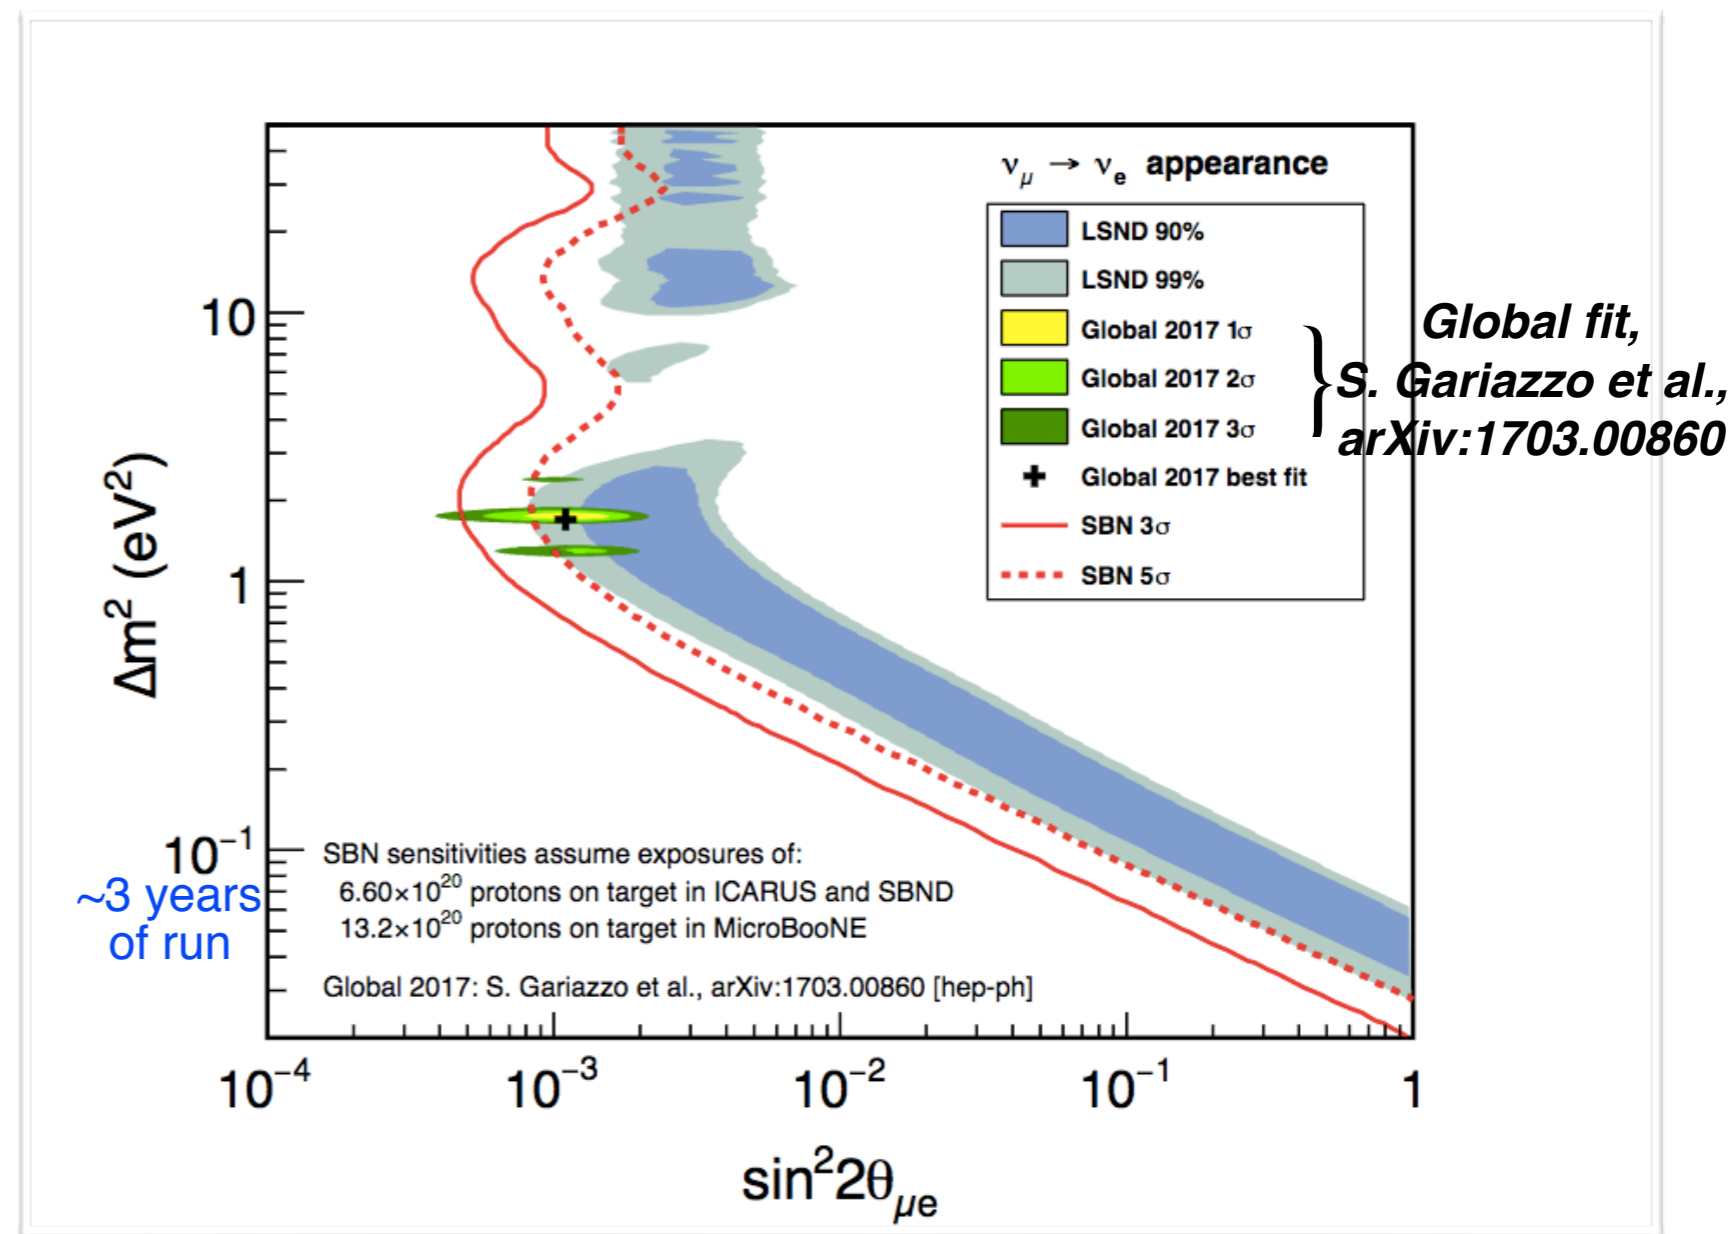 ν_μ → ν_e appearance
LSND 90%
LSND 99%
Global 2017 1σ
Global 2017 2σ
Global 2017 3σ
Global 2017 best fit
SBN 3σ
SBN 5σ
Global fit,
S. Gariazzo et al.,
arXiv:1703.00860
10
1
10⁻¹
Δm² (eV²)
~3 years
of run
SBN sensitivities assume exposures of:
6.60×10²⁰ protons on target in ICARUS and SBND
13.2×10²⁰ protons on target in MicroBooNE
Global 2017: S. Gariazzo et al., arXiv:1703.00860 [hep-ph]
10⁻⁴ 10⁻³ 10⁻² 10⁻¹ 1
sin²2θ_μe